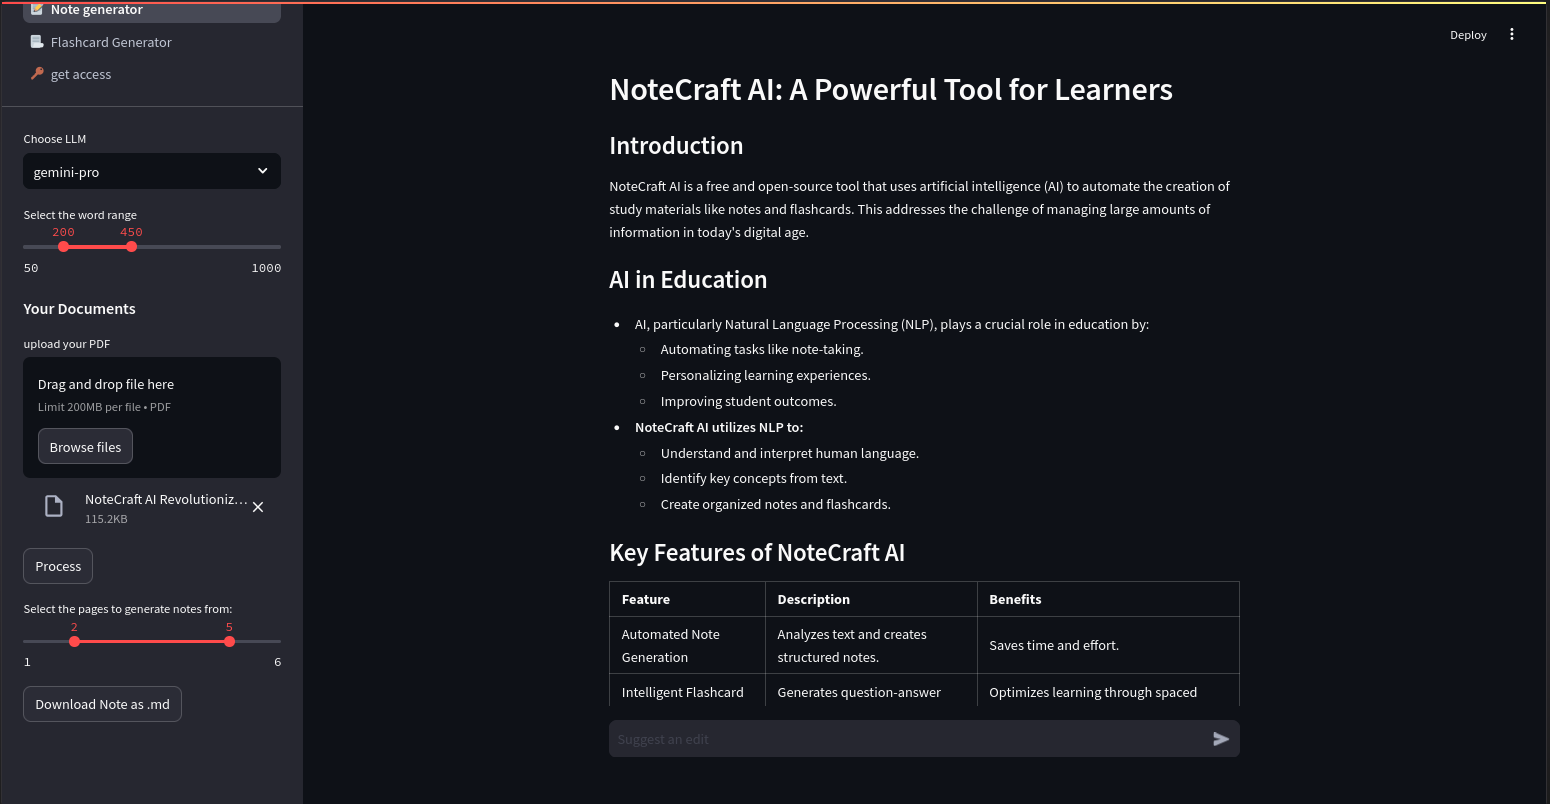 Note generator
Flashcard Generator
get access
Choose LLM
gemini-pro
Select the word range
200 450
50 1000
Your Documents
upload your PDF
Drag and drop file here
Limit 200MB per file • PDF
Browse files
NoteCraft AI Revolutioniz...
115.2KB
Process
Select the pages to generate notes from:
2 5
1 6
Download Note as .md
Deploy
NoteCraft AI: A Powerful Tool for Learners
Introduction
NoteCraft AI is a free and open-source tool that uses artificial intelligence (AI) to automate the creation of
study materials like notes and flashcards. This addresses the challenge of managing large amounts of
information in today's digital age.
AI in Education
• AI, particularly Natural Language Processing (NLP), plays a crucial role in education by:
○ Automating tasks like note-taking.
○ Personalizing learning experiences.
○ Improving student outcomes.
• NoteCraft AI utilizes NLP to:
○ Understand and interpret human language.
○ Identify key concepts from text.
○ Create organized notes and flashcards.
Key Features of NoteCraft AI
Feature Description Benefits
Automated Note Analyzes text and creates
Generation structured notes. Saves time and effort.
Intelligent Flashcard Generates question-answer Optimizes learning through spaced
Suggest an edit